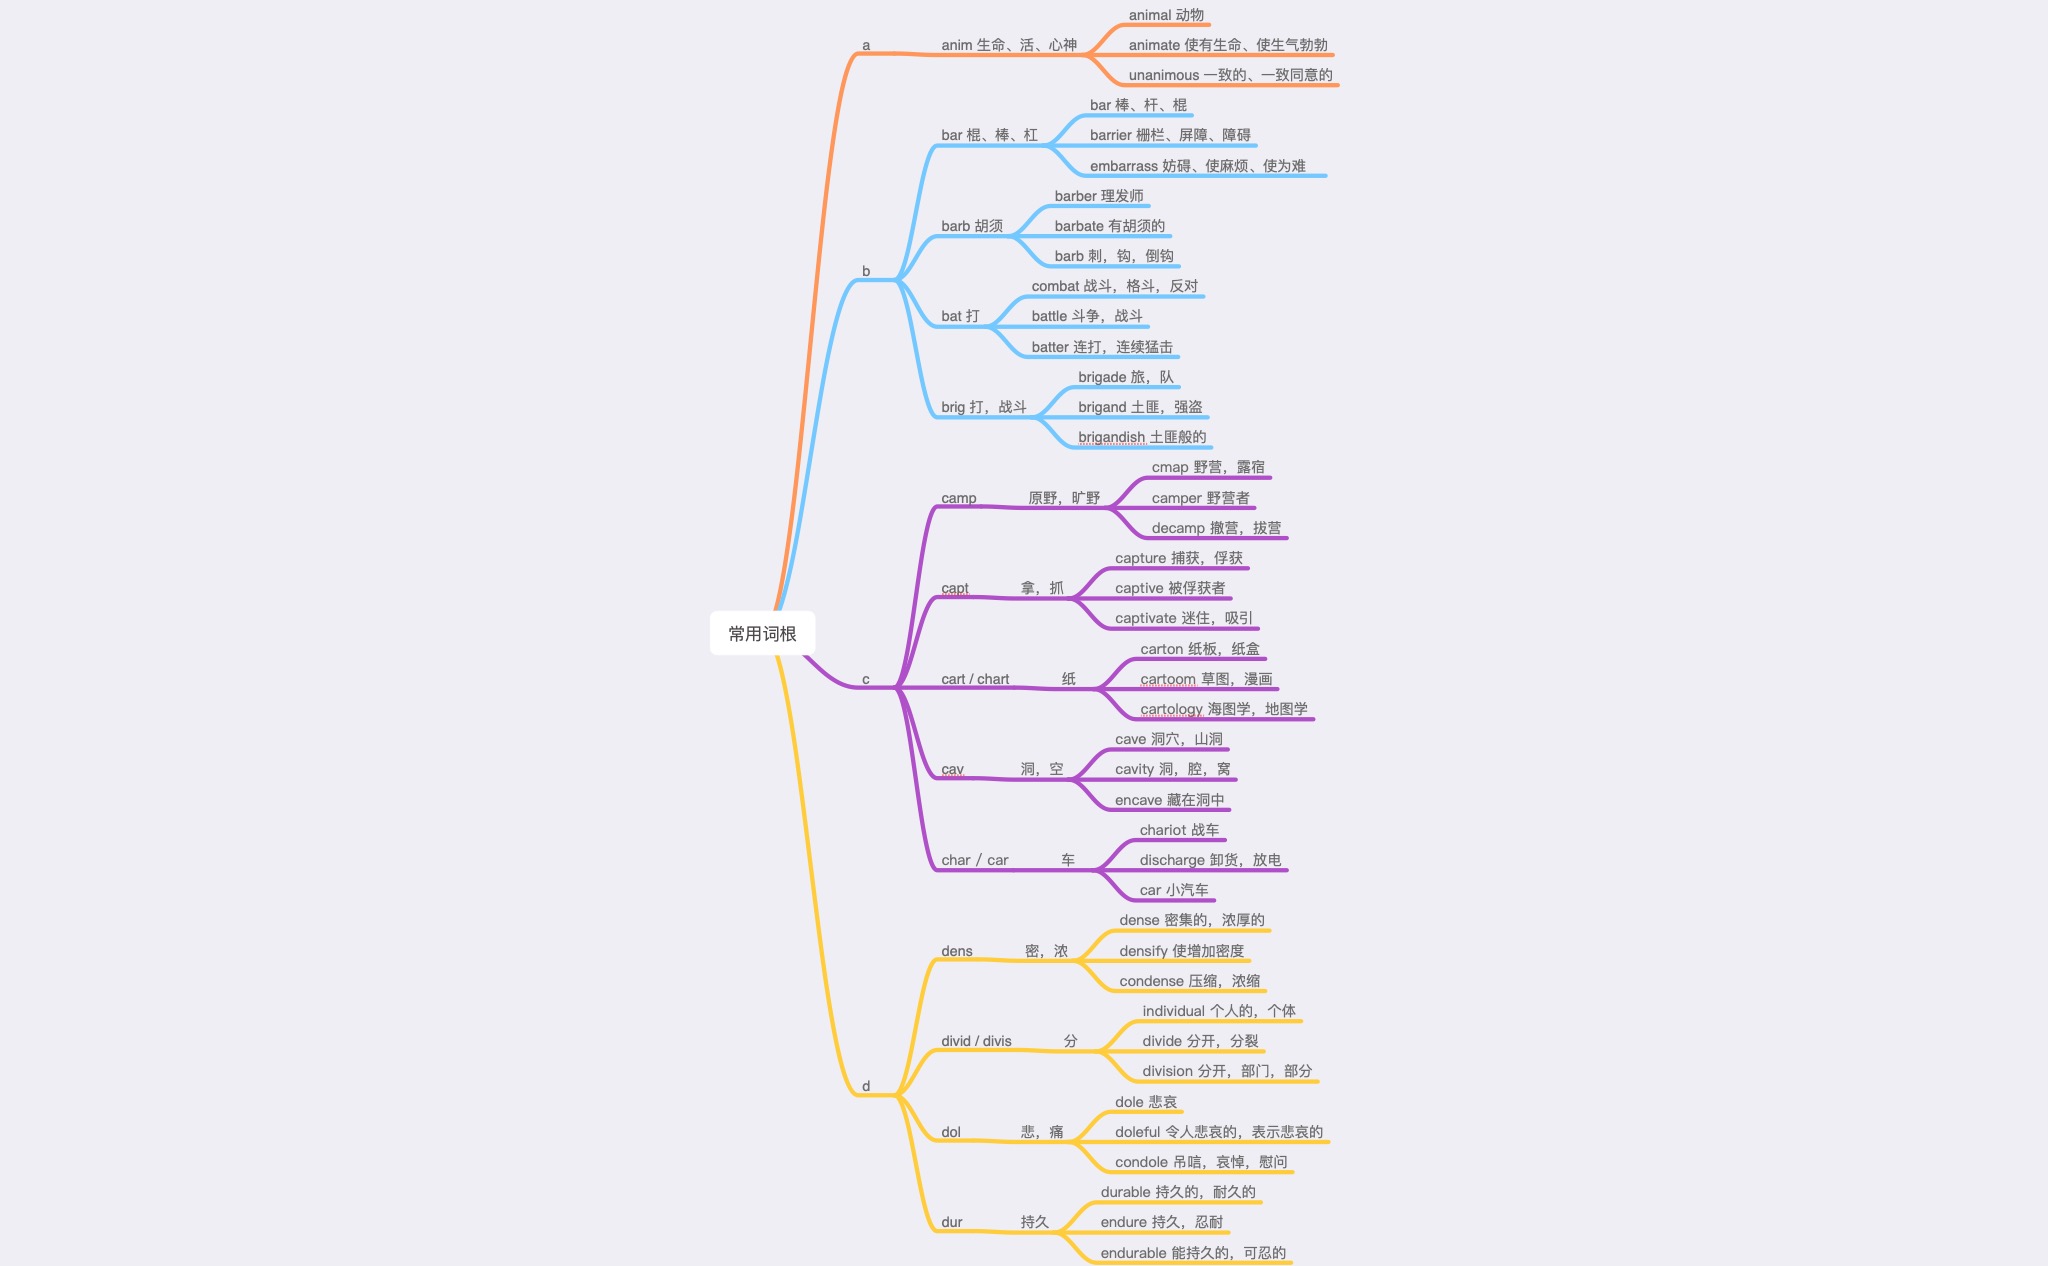 常用词根
a
anim 生命、活、心神
animal 动物
animate 使有生命、使生气勃勃
unanimous 一致的、一致同意的
b
bar 棍、棒、杠
bar 棒、杆、棍
barrier 栅栏、屏障、障碍
embarrass 妨碍、使麻烦、使为难
barb 胡须
barber 理发师
barbate 有胡须的
barb 刺，钩，倒钩
bat 打
combat 战斗，格斗，反对
battle 斗争，战斗
batter 连打，连续猛击
brig 打，战斗
brigade 旅，队
brigand 土匪，强盗
brigandish 土匪般的
c
camp
原野，旷野
cmap 野营，露宿
camper 野营者
decamp 撤营，拔营
capt
拿，抓
capture 捕获，俘获
captive 被俘获者
captivate 迷住，吸引
cart / chart
纸
carton 纸板，纸盒
cartoom 草图，漫画
cartology 海图学，地图学
cav
洞，空
cave 洞穴，山洞
cavity 洞，腔，窝
encave 藏在洞中
char / car
车
chariot 战车
discharge 卸货，放电
car 小汽车
d
dens
密，浓
dense 密集的，浓厚的
densify 使增加密度
condense 压缩，浓缩
divid / divis
分
individual 个人的，个体
divide 分开，分裂
division 分开，部门，部分
dol
悲，痛
dole 悲哀
doleful 令人悲哀的，表示悲哀的
condole 吊唁，哀悼，慰问
dur
持久
durable 持久的，耐久的
endure 持久，忍耐
endurable 能持久的，可忍的